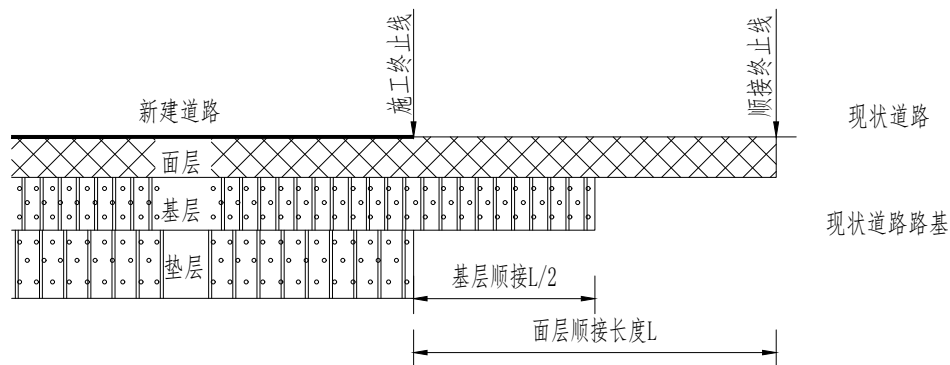 施工终止线
顺接终止线
新建道路
现状道路
面层
基层
现状道路路基
垫层
基层顺接L/2
面层顺接长度L